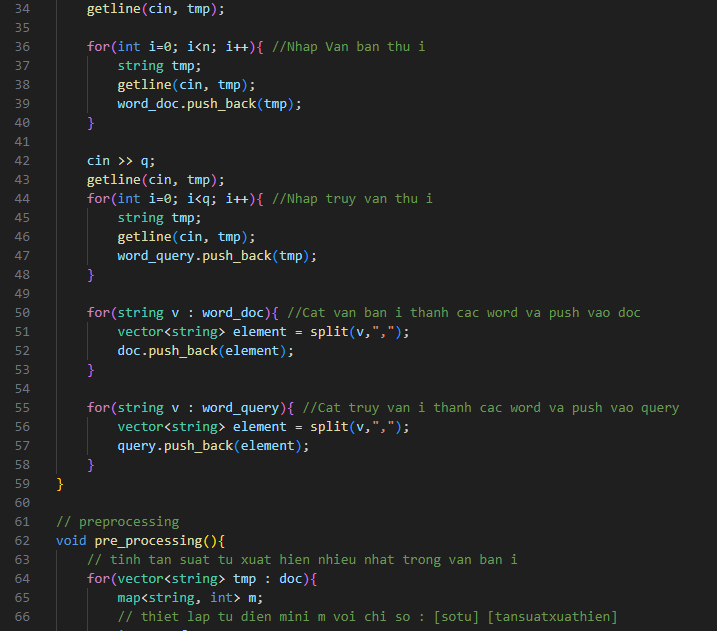 34 getline(cin, tmp);
35
36 for(int i=0; i<n; i++){ //Nhap Van ban thu i
37 string tmp;
38 getline(cin, tmp);
39 word_doc.push_back(tmp);
40 }
41
42 cin >> q;
43 getline(cin, tmp);
44 for(int i=0; i<q; i++){ //Nhap truy van thu i
45 string tmp;
46 getline(cin, tmp);
47 word_query.push_back(tmp);
48 }
49
50 for(string v : word_doc){ //Cat van ban i thanh cac word va push vao doc
51 vector<string> element = split(v,",");
52 doc.push_back(element);
53 }
54
55 for(string v : word_query){ //Cat truy van i thanh cac word va push vao query
56 vector<string> element = split(v,",");
57 query.push_back(element);
58 }
59 }
60
61 // preprocessing
62 void pre_processing(){
63 // tinh tan suat tu xuat hien nhieu nhat trong van ban i
64 for(vector<string> tmp : doc){
65 map<string, int> m;
66 // thiet lap tu dien mini m voi chi so : [sotu] [tansuatxuathien]